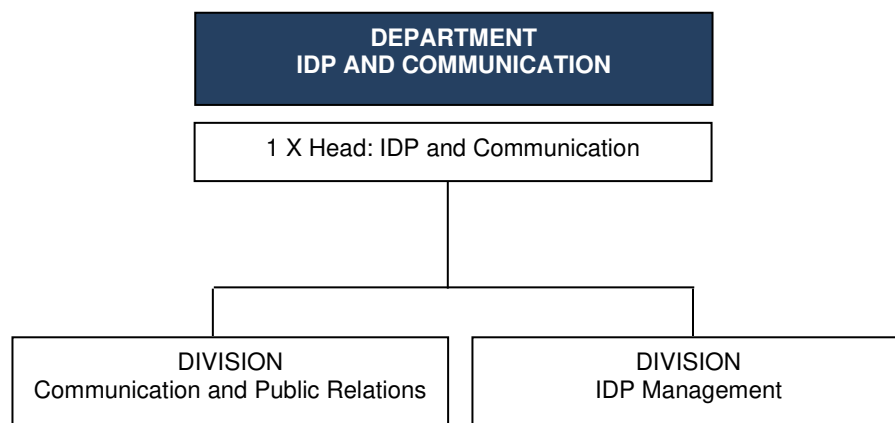 DEPARTMENT
IDP AND COMMUNICATION
1 X Head: IDP and Communication
DIVISION
Communication and Public Relations
DIVISION
IDP Management